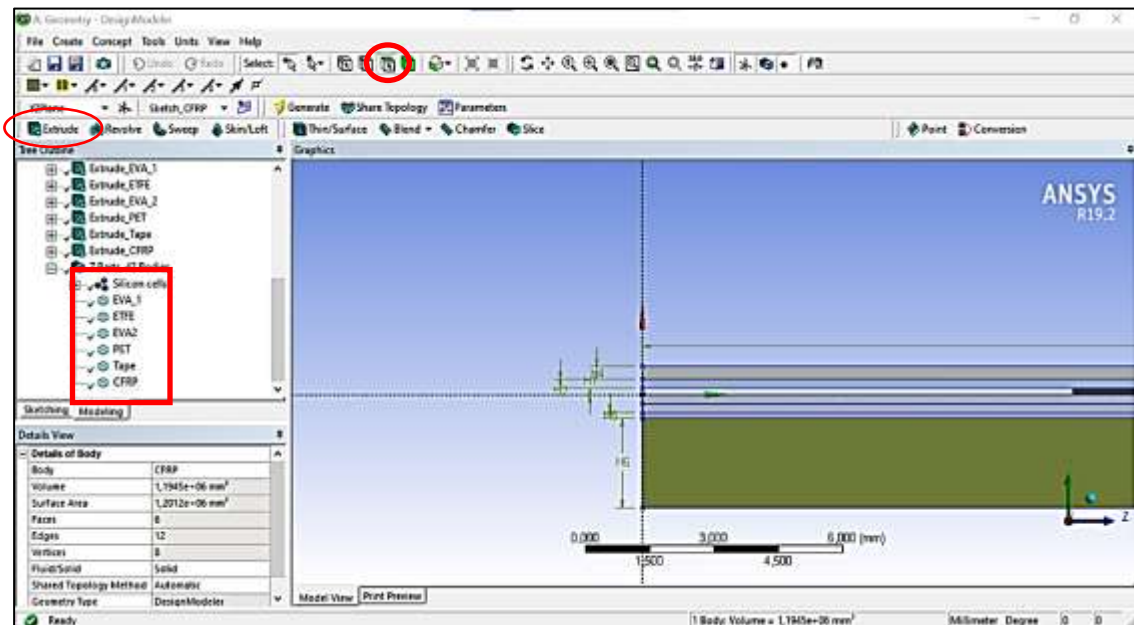 A: Geometry - DesignModeler
File Create Concept Tools Units View Help
Undo Redo Select:
XZPlane Sketch_CFRP Generate Share Topology Parameters
Extrude Revolve Sweep Skin/Loft Thin/Surface Blend Chamfer Slice Point Conversion
Tree Outline Graphics
Extrude_EVA_1
Extrude_ETFE
Extrude_EVA_2
Extrude_PET
Extrude_Tape
Extrude_CFRP
Silicon cells
EVA_1
ETFE
EVA2
PET
Tape
CFRP
Sketching Modeling
Details View
Details of Body
Body CFRP
Volume 1,1945e+06 mm³
Surface Area 1,2012e+06 mm²
Faces 6
Edges 12
Vertices 8
Fluid/Solid Solid
Shared Topology Method Automatic
Geometry Type DesignModeler
ANSYS
R19.2
Z
0,000 3,000 6,000 (mm)
1,500 4,500
Model View Print Preview
Ready 1 Body: Volume = 1,1945e+06 mm³ Millimeter Degree 0 0